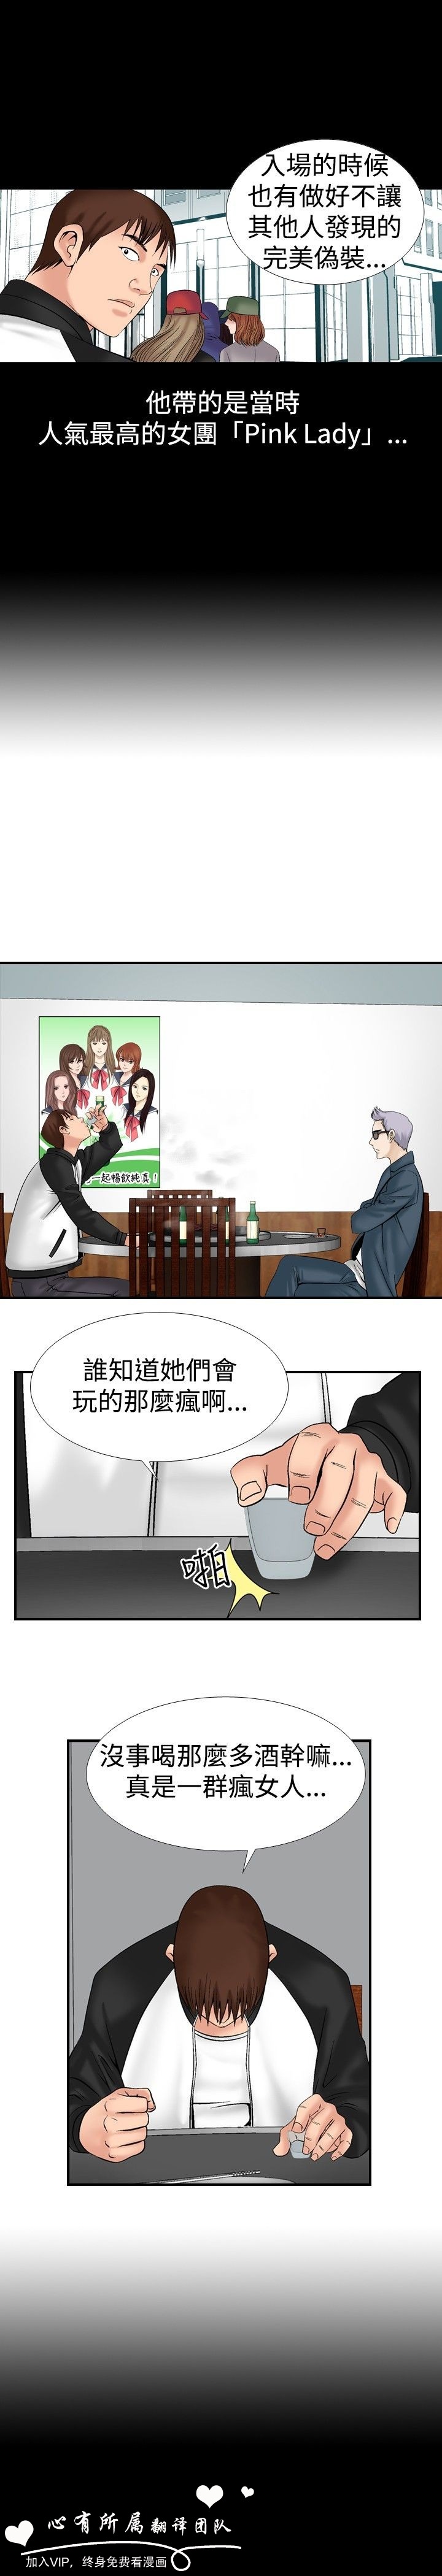 入場的時候
也有做好不讓
其他人發現的
完美偽裝...
他帶的是當時
人氣最高的女團「Pink Lady」...
一起暢飲純真！
誰知道她們會
玩的那麼瘋啊...
啪
沒事喝那麼多酒幹嘛...
真是一群瘋女人...
心有所属翻译团队
加入VIP，终身免费看漫画